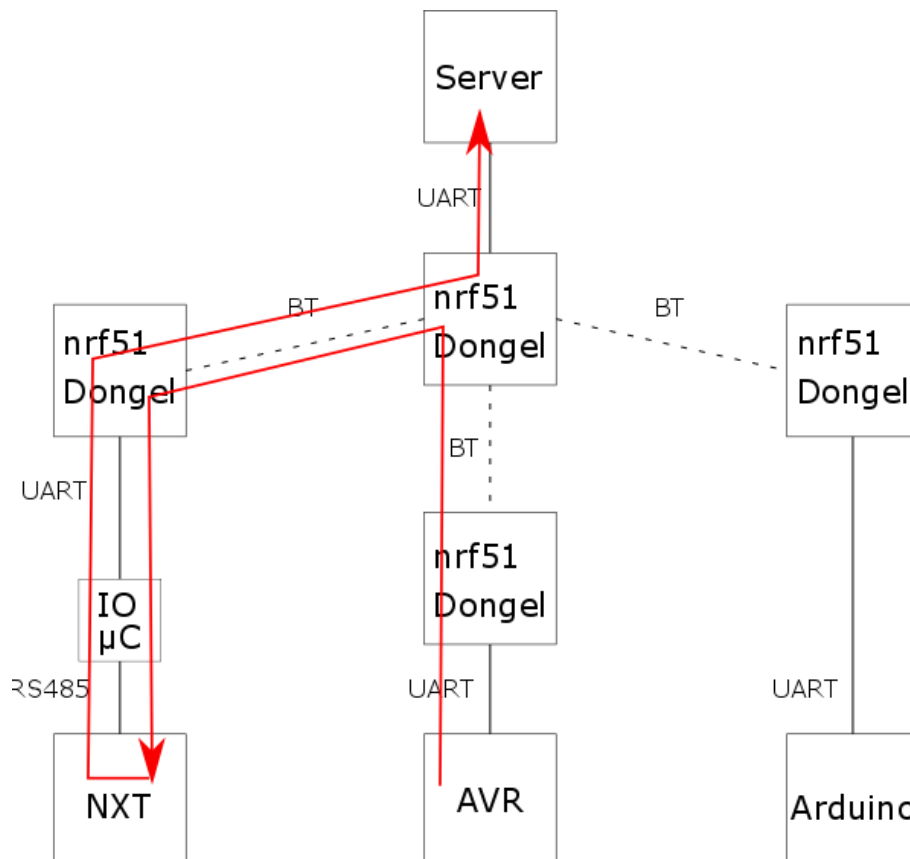 Server
UART
nrf51
Dongel
BT
BT
nrf51
Dongel
nrf51
Dongel
BT
UART
nrf51
Dongel
IO
µC
RS485
UART
UART
NXT
AVR
Arduino